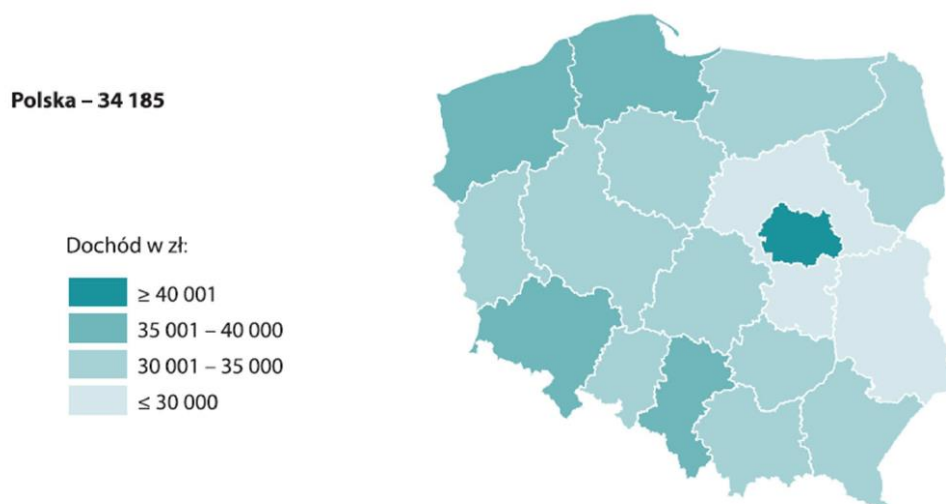 Polska – 34 185
Dochód w zł:
≥ 40 001
35 001 – 40 000
30 001 – 35 000
≤ 30 000